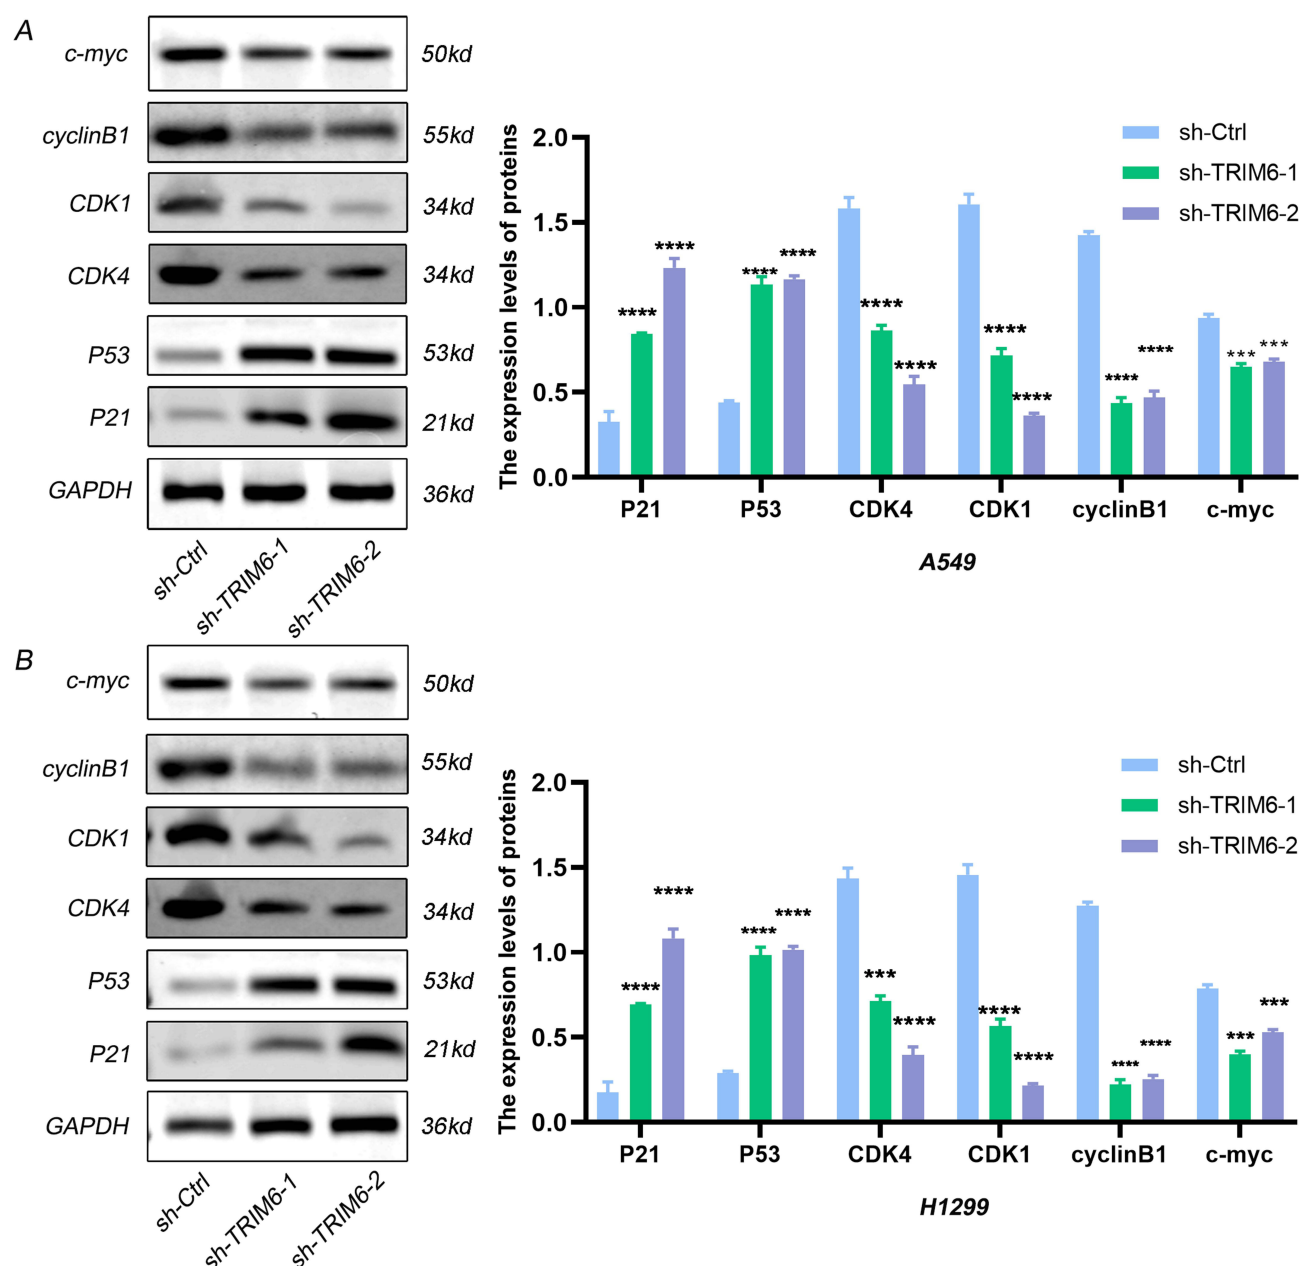 A
c-myc 50kd
cyclinB1 55kd
CDK1 34kd
CDK4 34kd
P53 53kd
P21 21kd
GAPDH 36kd
sh-Ctrl
sh-TRIM6-1
sh-TRIM6-2
The expression levels of proteins
2.0
1.5
1.0
0.5
0.0
sh-Ctrl
sh-TRIM6-1
sh-TRIM6-2
**** **** **** **** **** **** **** **** **** **** *** ***
P21 P53 CDK4 CDK1 cyclinB1 c-myc
A549
B
c-myc 50kd
cyclinB1 55kd
CDK1 34kd
CDK4 34kd
P53 53kd
P21 21kd
GAPDH 36kd
sh-Ctrl
sh-TRIM6-1
sh-TRIM6-2
The expression levels of proteins
2.0
1.5
1.0
0.5
0.0
sh-Ctrl
sh-TRIM6-1
sh-TRIM6-2
**** **** **** **** *** **** **** **** **** **** *** ***
P21 P53 CDK4 CDK1 cyclinB1 c-myc
H1299